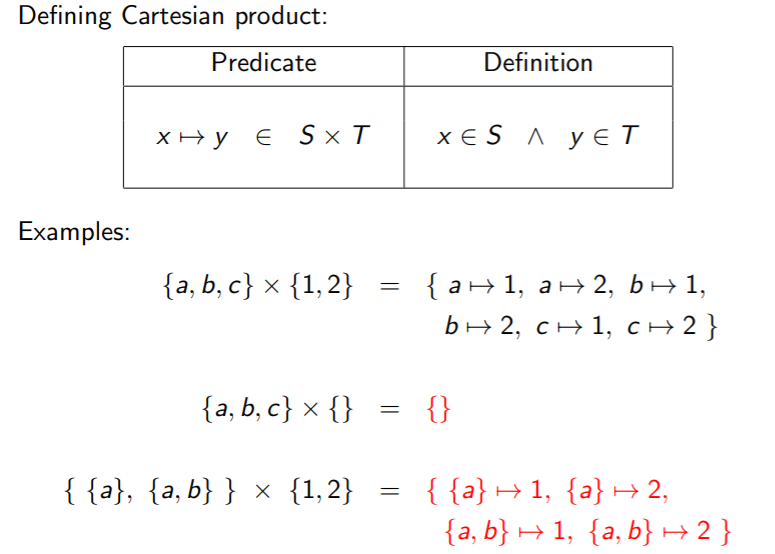 Defining Cartesian product:
Predicate Definition
x ↦ y ∈ S × T x ∈ S ∧ y ∈ T
Examples:
{a, b, c} × {1, 2} = { a ↦ 1, a ↦ 2, b ↦ 1,
b ↦ 2, c ↦ 1, c ↦ 2 }
{a, b, c} × {} = {}
{ {a}, {a, b} } × {1, 2} = { {a} ↦ 1, {a} ↦ 2,
{a, b} ↦ 1, {a, b} ↦ 2 }